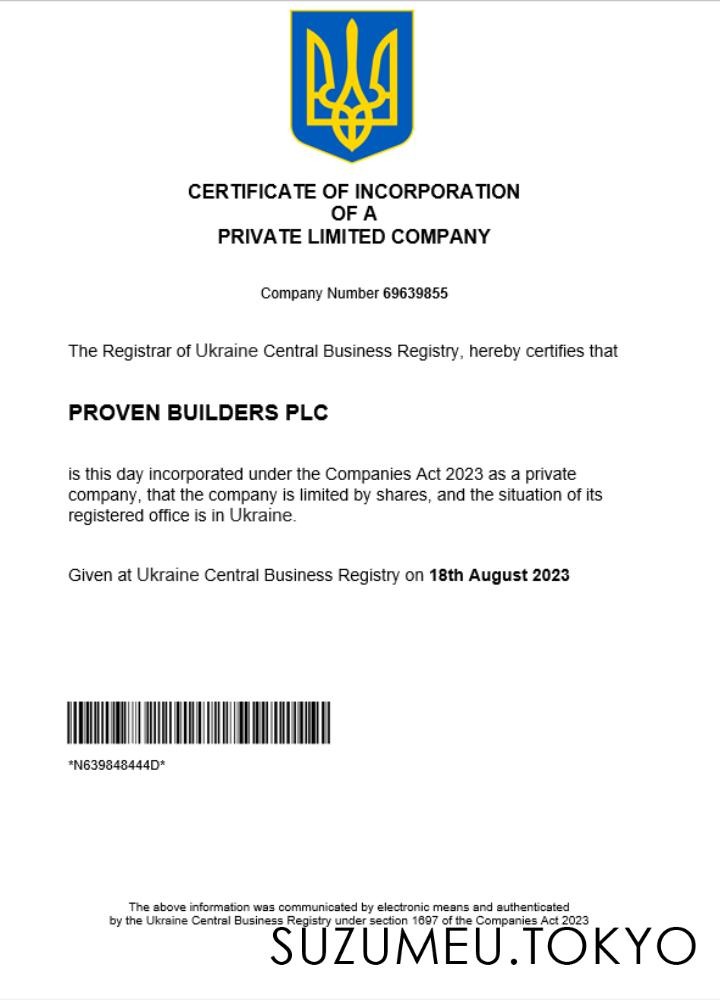 CERTIFICATE OF INCORPORATION
OF A
PRIVATE LIMITED COMPANY
Company Number 69639855
The Registrar of Ukraine Central Business Registry, hereby certifies that
PROVEN BUILDERS PLC
is this day incorporated under the Companies Act 2023 as a private
company, that the company is limited by shares, and the situation of its
registered office is in Ukraine.
Given at Ukraine Central Business Registry on 18th August 2023
*N639848444D*
The above information was communicated by electronic means and authenticated
by the Ukraine Central Business Registry under section 1697 of the Companies Act 2023
SUZUMEU.TOKYO